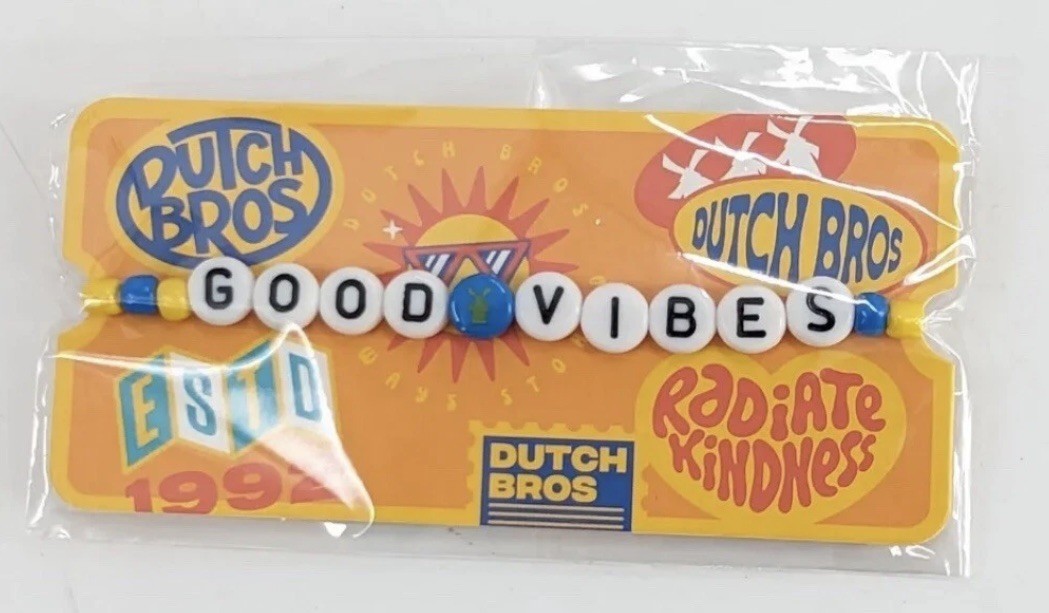 DUTCH
BROS
DUTCH BROS
DUTCH BROS
GOOD VIBES
ESTD
1992
DUTCH
BROS
RADiATE
KiNDNess